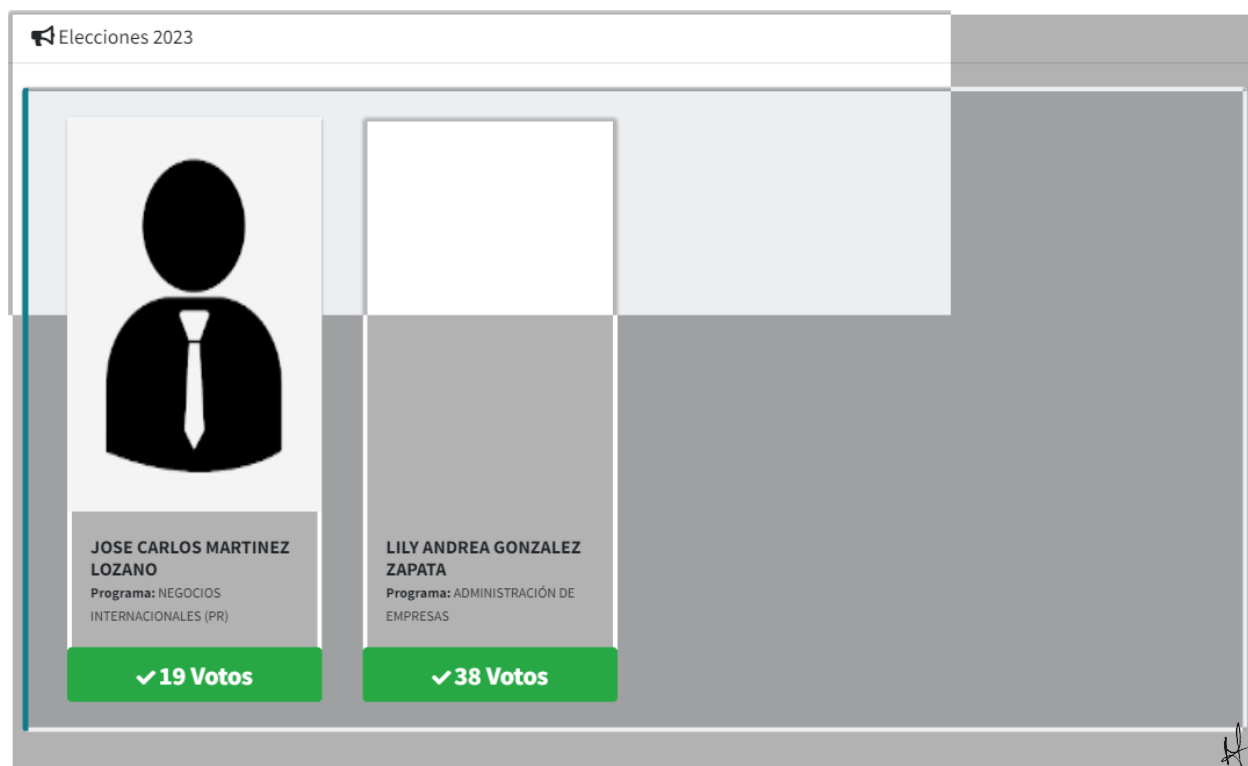 Elecciones 2023
JOSE CARLOS MARTINEZ
LOZANO
Programa: NEGOCIOS
INTERNACIONALES (PR)
19 Votos
LILY ANDREA GONZALEZ
ZAPATA
Programa: ADMINISTRACIÓN DE
EMPRESAS
38 Votos